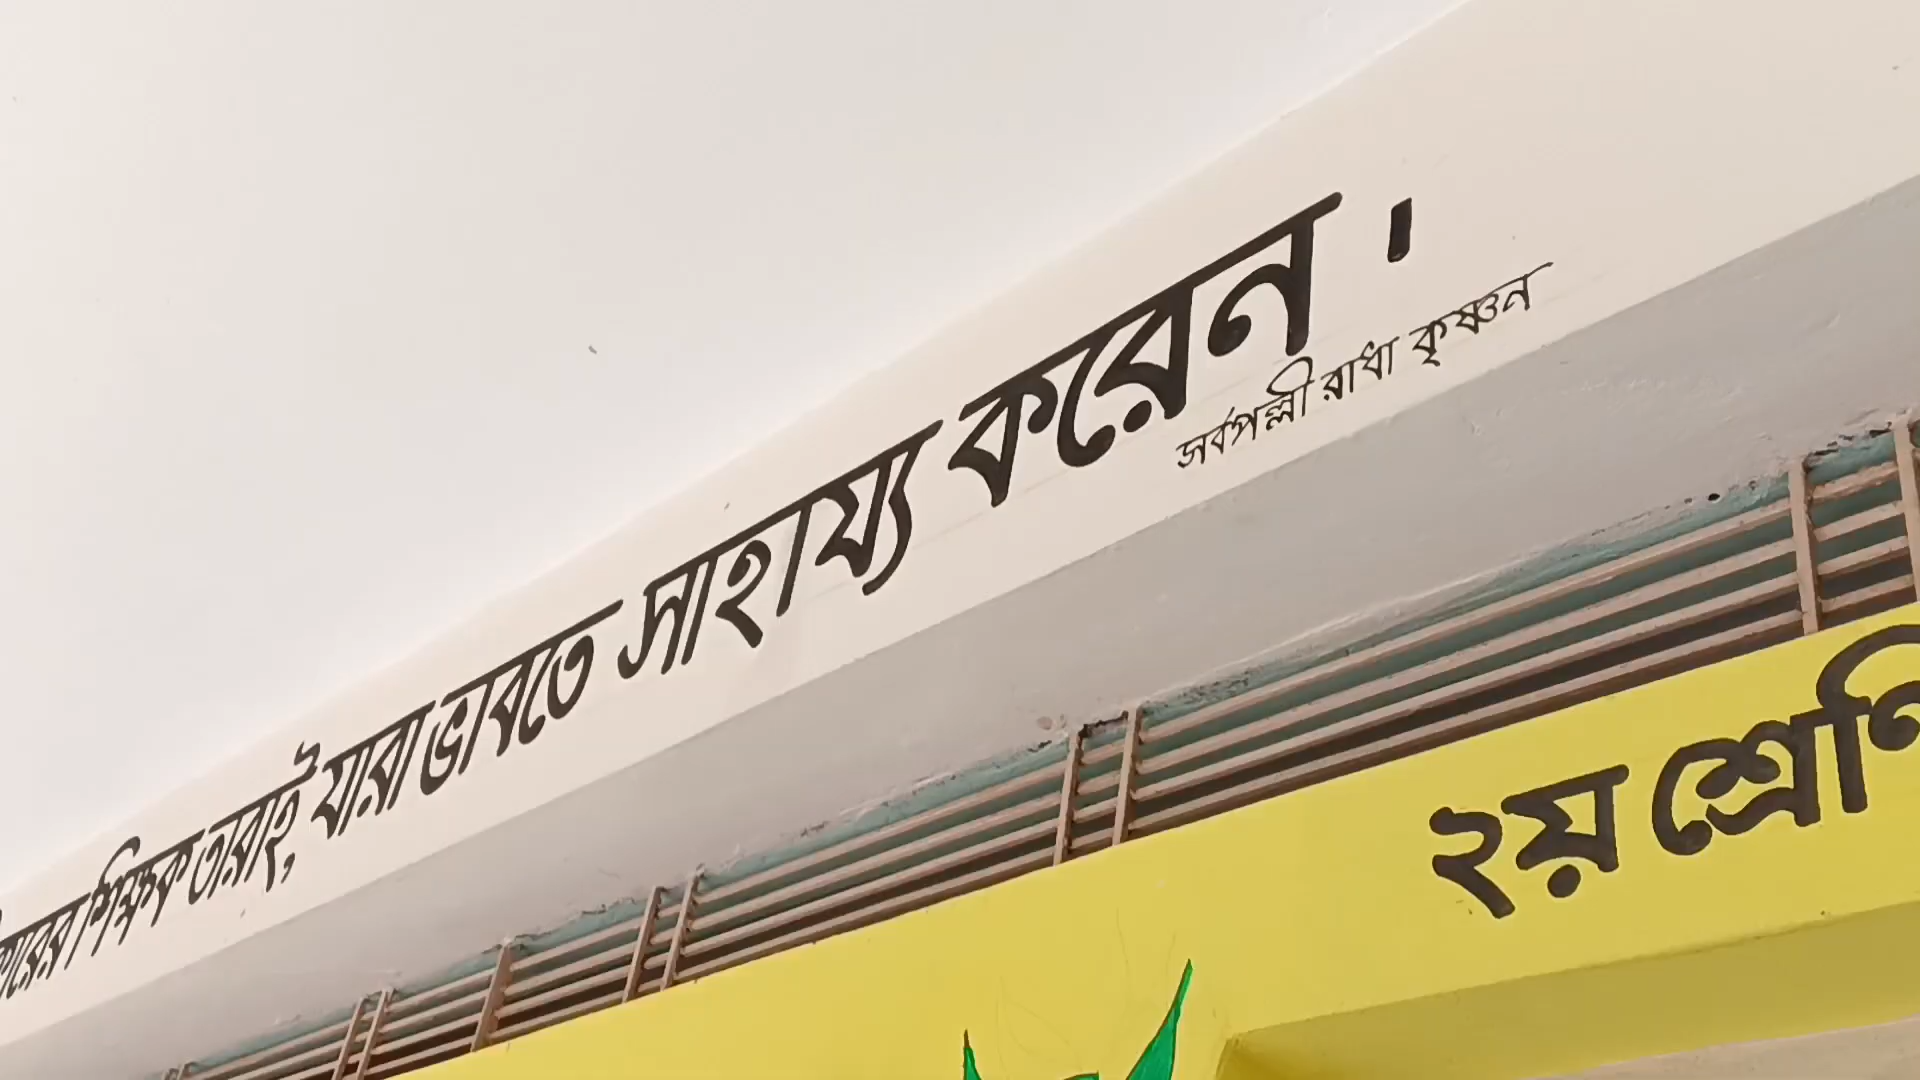 শিক্ষক তারাই, যারা ভাবতে সাহায্য করেন।
সর্বপল্লী রাধা কৃষ্ণন
২য় শ্রেণি